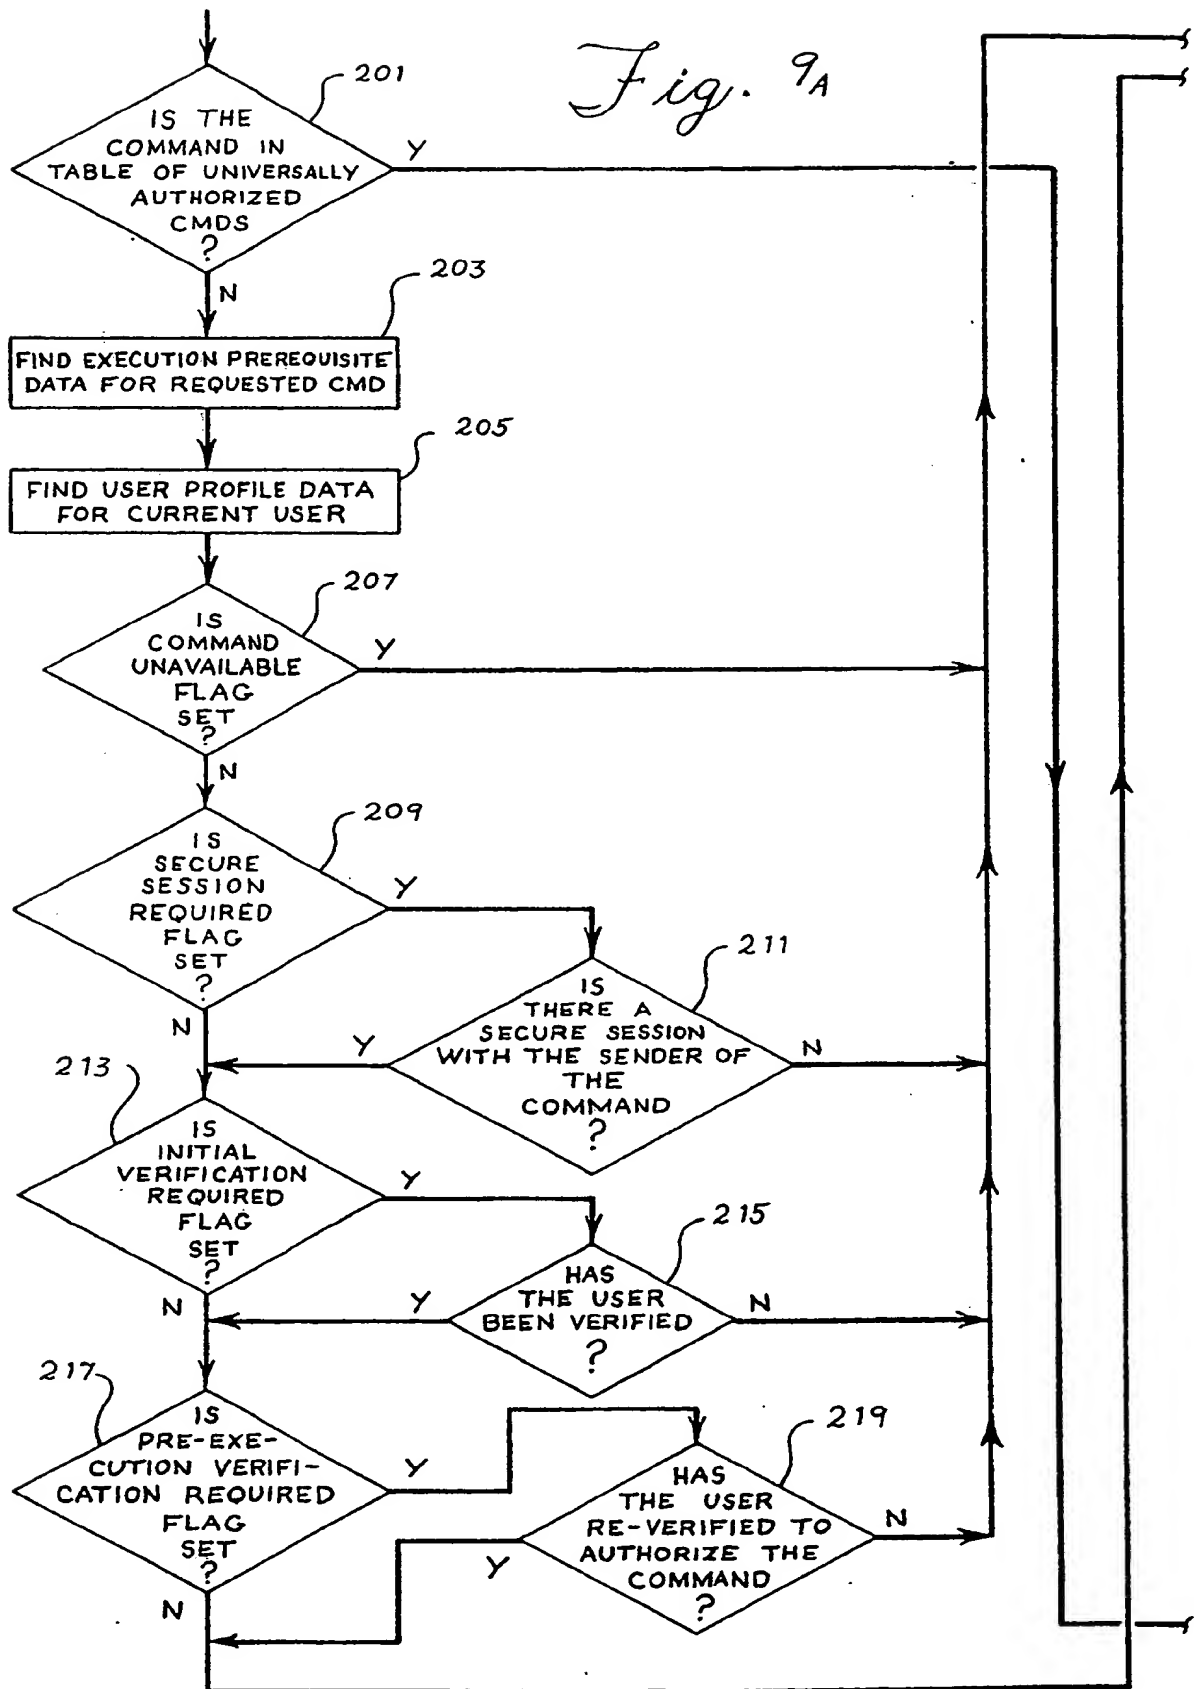 Fig. 9A
201
IS THE
COMMAND IN
TABLE OF UNIVERSALLY
AUTHORIZED
CMDS
?
Y
N
203
FIND EXECUTION PREREQUISITE
DATA FOR REQUESTED CMD
205
FIND USER PROFILE DATA
FOR CURRENT USER
207
IS
COMMAND
UNAVAILABLE
FLAG
SET
?
Y
N
209
IS
SECURE
SESSION
REQUIRED
FLAG
SET
?
Y
N
211
IS
THERE A
SECURE SESSION
WITH THE SENDER OF
THE
COMMAND
?
Y
N
213
IS
INITIAL
VERIFICATION
REQUIRED
FLAG
SET
?
Y
N
215
HAS
THE USER
BEEN VERIFIED
?
Y
N
217
IS
PRE-EXE-
CUTION VERIFI-
CATION REQUIRED
FLAG
SET
?
Y
N
219
HAS
THE USER
RE-VERIFIED TO
AUTHORIZE THE
COMMAND
?
Y
N